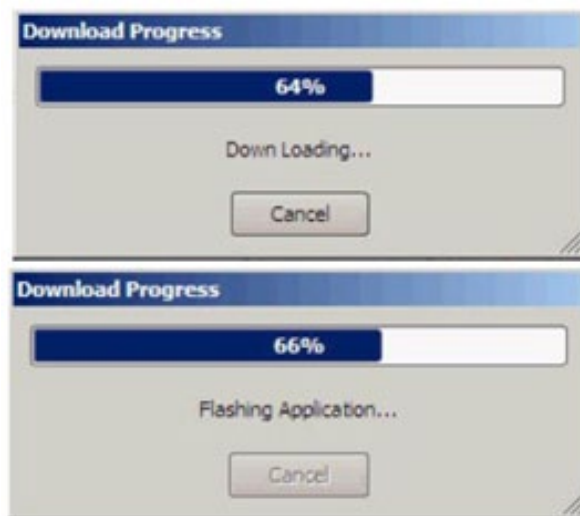 Download Progress
64%
Down Loading...
Cancel
Download Progress
66%
Flashing Application...
Cancel